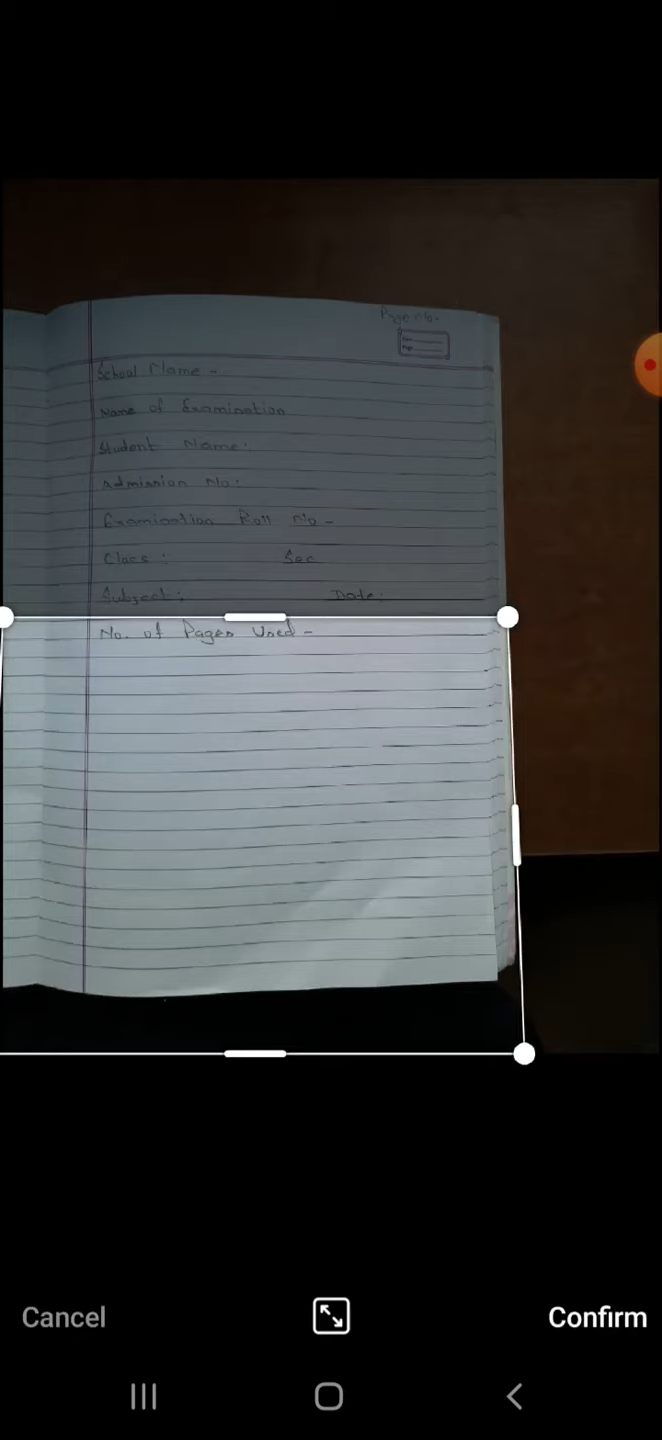 Page No.
School Name -
Name of Examination
Student Name:
Admission No:
Examination Roll No -
Class : Sec
Subject: Date:
No. of Pages Used -
Cancel Confirm